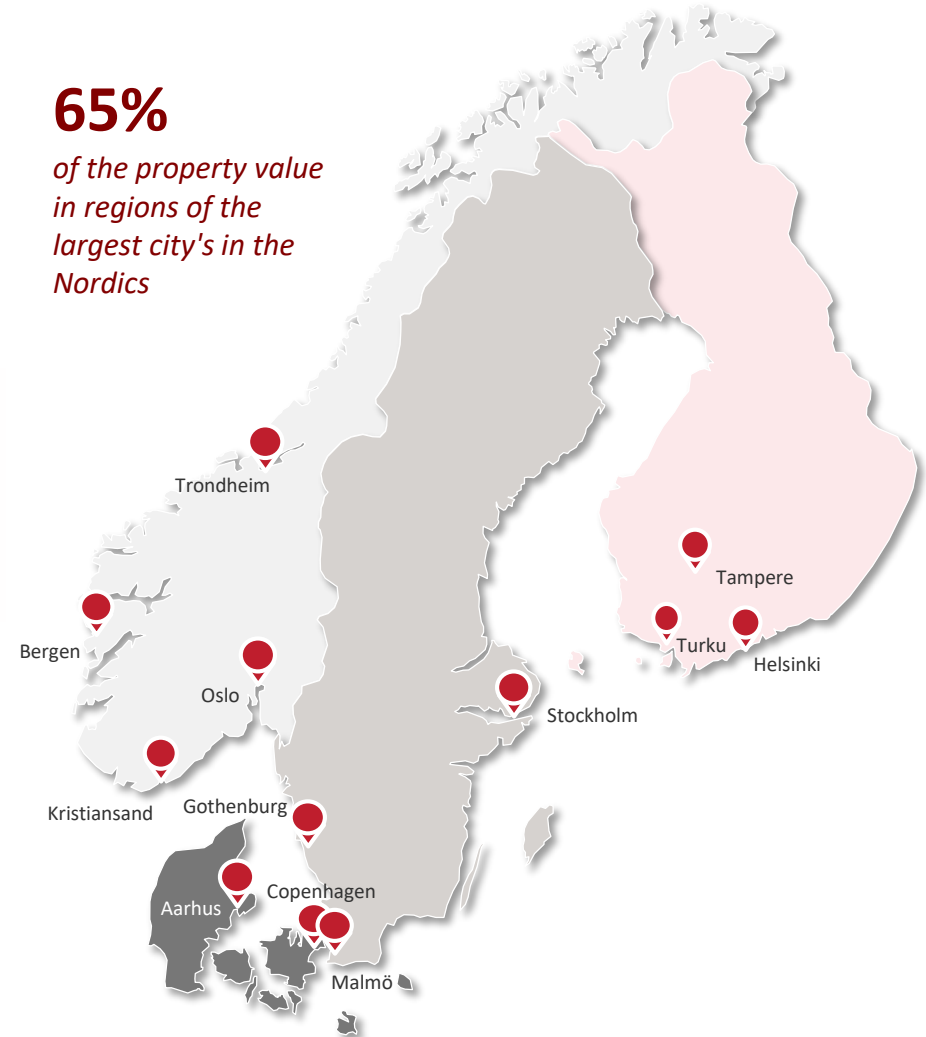 65%
of the property value
in regions of the
largest city's in the
Nordics
Trondheim
Tampere
Bergen
Turku
Helsinki
Oslo
Stockholm
Kristiansand
Gothenburg
Copenhagen
Aarhus
Malmö